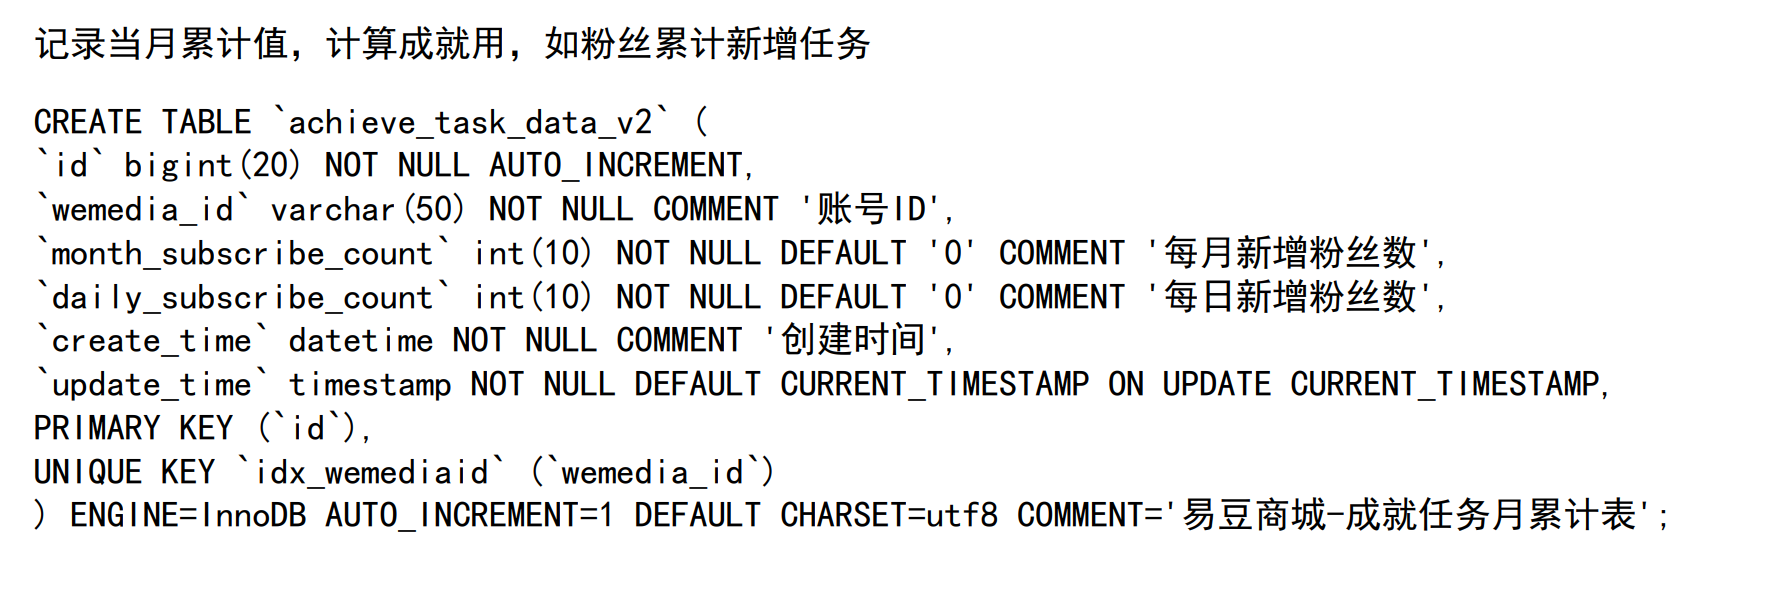 记录当月累计值，计算成就用，如粉丝累计新增任务
CREATE TABLE `achieve_task_data_v2` (
`id` bigint(20) NOT NULL AUTO_INCREMENT,
`wemedia_id` varchar(50) NOT NULL COMMENT '账号ID',
`month_subscribe_count` int(10) NOT NULL DEFAULT '0' COMMENT '每月新增粉丝数',
`daily_subscribe_count` int(10) NOT NULL DEFAULT '0' COMMENT '每日新增粉丝数',
`create_time` datetime NOT NULL COMMENT '创建时间',
`update_time` timestamp NOT NULL DEFAULT CURRENT_TIMESTAMP ON UPDATE CURRENT_TIMESTAMP,
PRIMARY KEY (`id`),
UNIQUE KEY `idx_wemediaid` (`wemedia_id`)
) ENGINE=InnoDB AUTO_INCREMENT=1 DEFAULT CHARSET=utf8 COMMENT='易豆商城-成就任务月累计表';